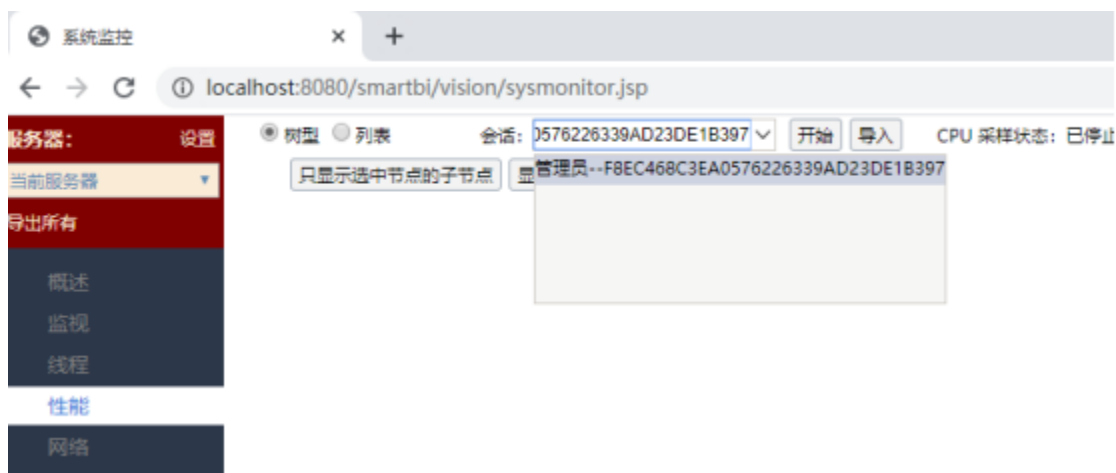 系统监控
localhost:8080/smartbi/vision/sysmonitor.jsp
服务器: 设置
树型 列表 会话: 0576226339AD23DE1B397 开始 导入 CPU 采样状态: 已停止
当前服务器
只显示选中节点的子节点 显
管理员--F8EC468C3EA0576226339AD23DE1B397
导出所有
概述
监视
线程
性能
网络